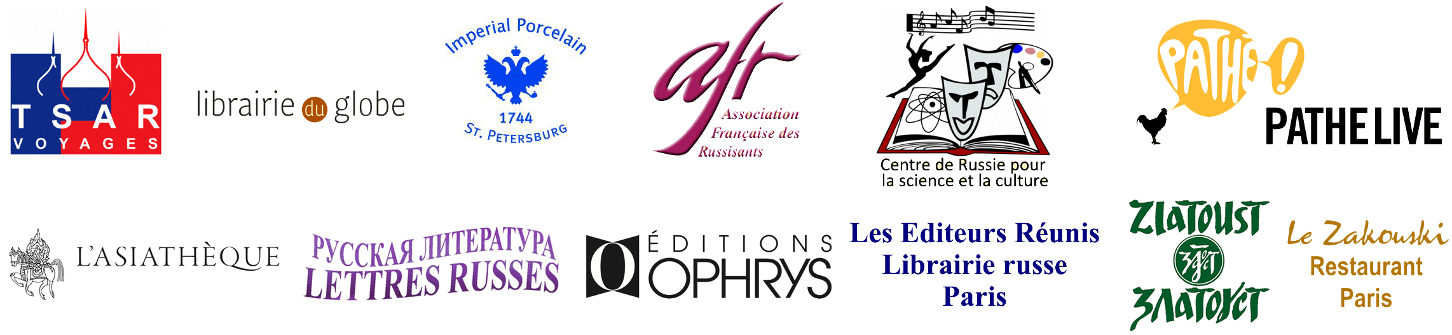 TSAR
VOYAGES
librairie du globe
Imperial Porcelain
1744
ST. PETERSBURG
afr
Association
Française des
Russisants
Centre de Russie pour
la science et la culture
PATHE-!
PATHE LIVE
L'ASIATHÈQUE
РУССКАЯ ЛИТЕРАТУРА
LETTRES RUSSES
ÉDITIONS
OPHRYS
Les Editeurs Réunis
Librairie russe
Paris
ZLATOUST
ЗЛАТОУСТ
Le Zakouski
Restaurant
Paris